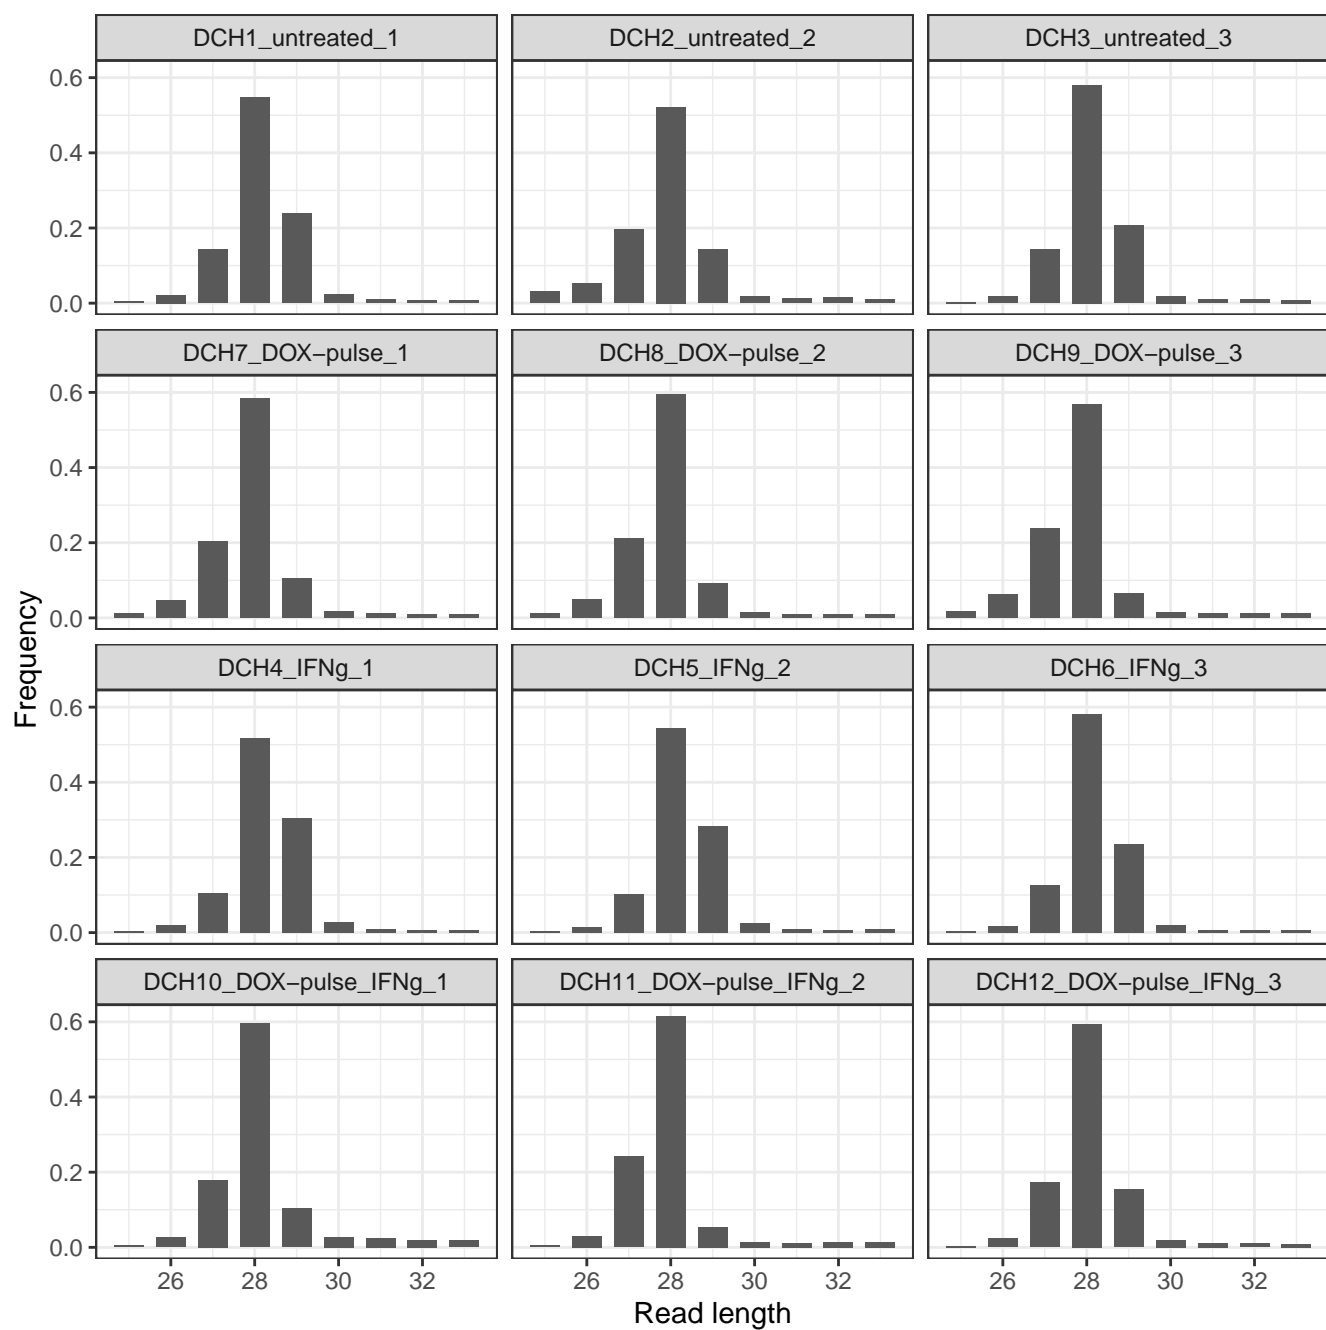 DCH1_untreated_1
DCH2_untreated_2
DCH3_untreated_3
0.6
0.4
0.2
0.0
DCH7_DOX−pulse_1
DCH8_DOX−pulse_2
DCH9_DOX−pulse_3
0.6
0.4
0.2
0.0
DCH4_IFNg_1
DCH5_IFNg_2
DCH6_IFNg_3
0.6
0.4
0.2
0.0
DCH10_DOX−pulse_IFNg_1
DCH11_DOX−pulse_IFNg_2
DCH12_DOX−pulse_IFNg_3
0.6
0.4
0.2
0.0
26 28 30 32
26 28 30 32
26 28 30 32
Read length
Frequency